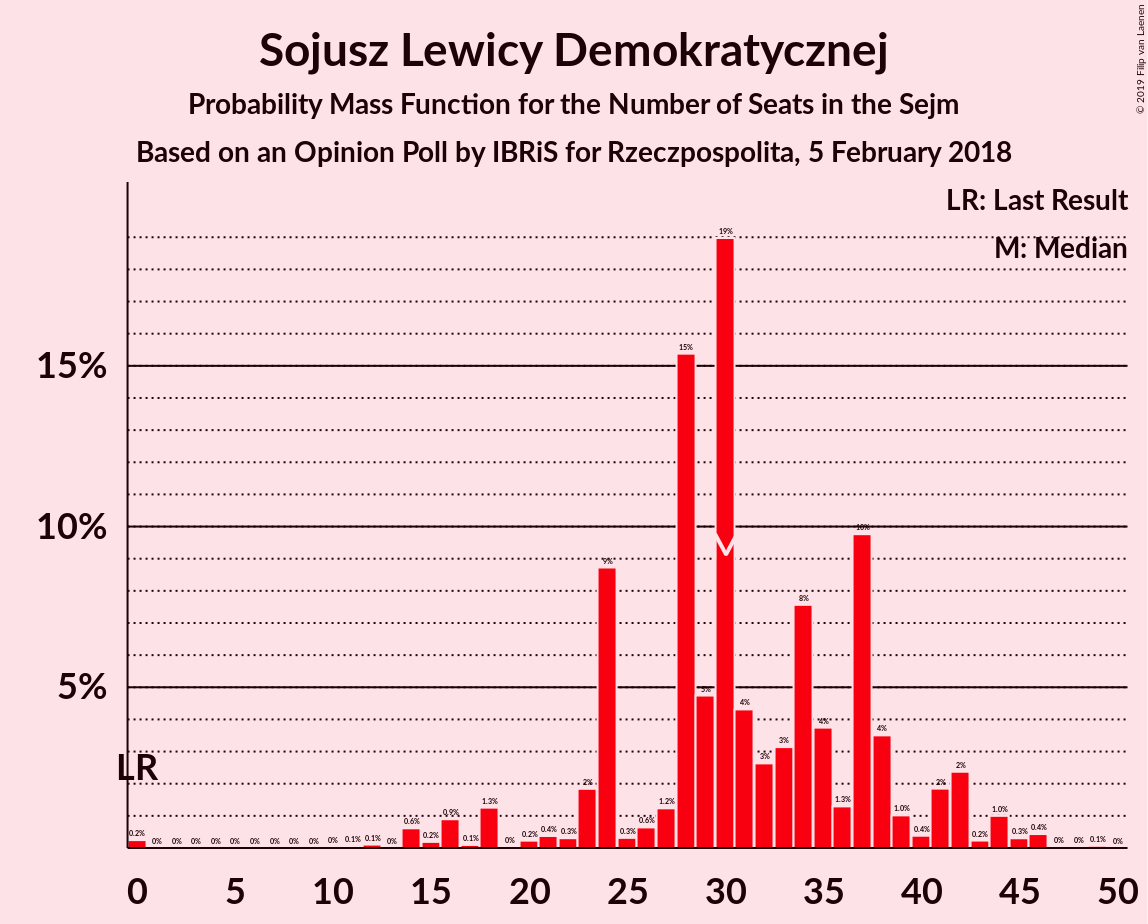 Sojusz Lewicy Demokratycznej
Probability Mass Function for the Number of Seats in the Sejm
Based on an Opinion Poll by IBRiS for Rzeczpospolita, 5 February 2018
© 2019 Filip van Laenen
LR: Last Result
M: Median
15%
10%
5%
LR
0.2% 0% 0% 0% 0% 0% 0% 0% 0% 0% 0% 0.1% 0.1% 0% 0.6% 0.2% 0.9% 0.1% 1.3% 0% 0.2% 0.4% 0.3% 2% 9% 0.3% 0.6% 1.2% 15% 5% 19% 4% 3% 3% 8% 4% 1.3% 10% 4% 1.0% 0.4% 2% 2% 0.2% 1.0% 0.3% 0.4% 0% 0% 0.1% 0%
0 5 10 15 20 25 30 35 40 45 50